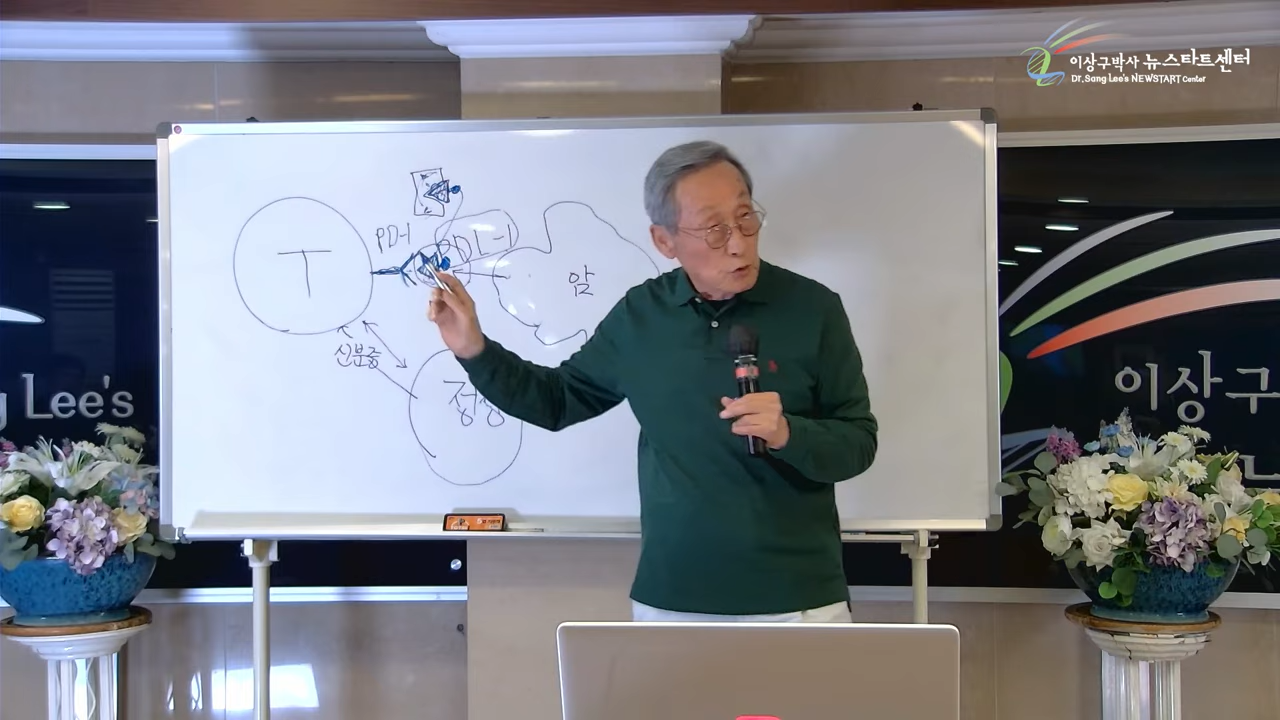 이상구박사 뉴스타트센터
Dr.Sang Lee's NEWSTART Center
PD-1
PD L-1
T
암
신분증
정상
g Lee's
이상구